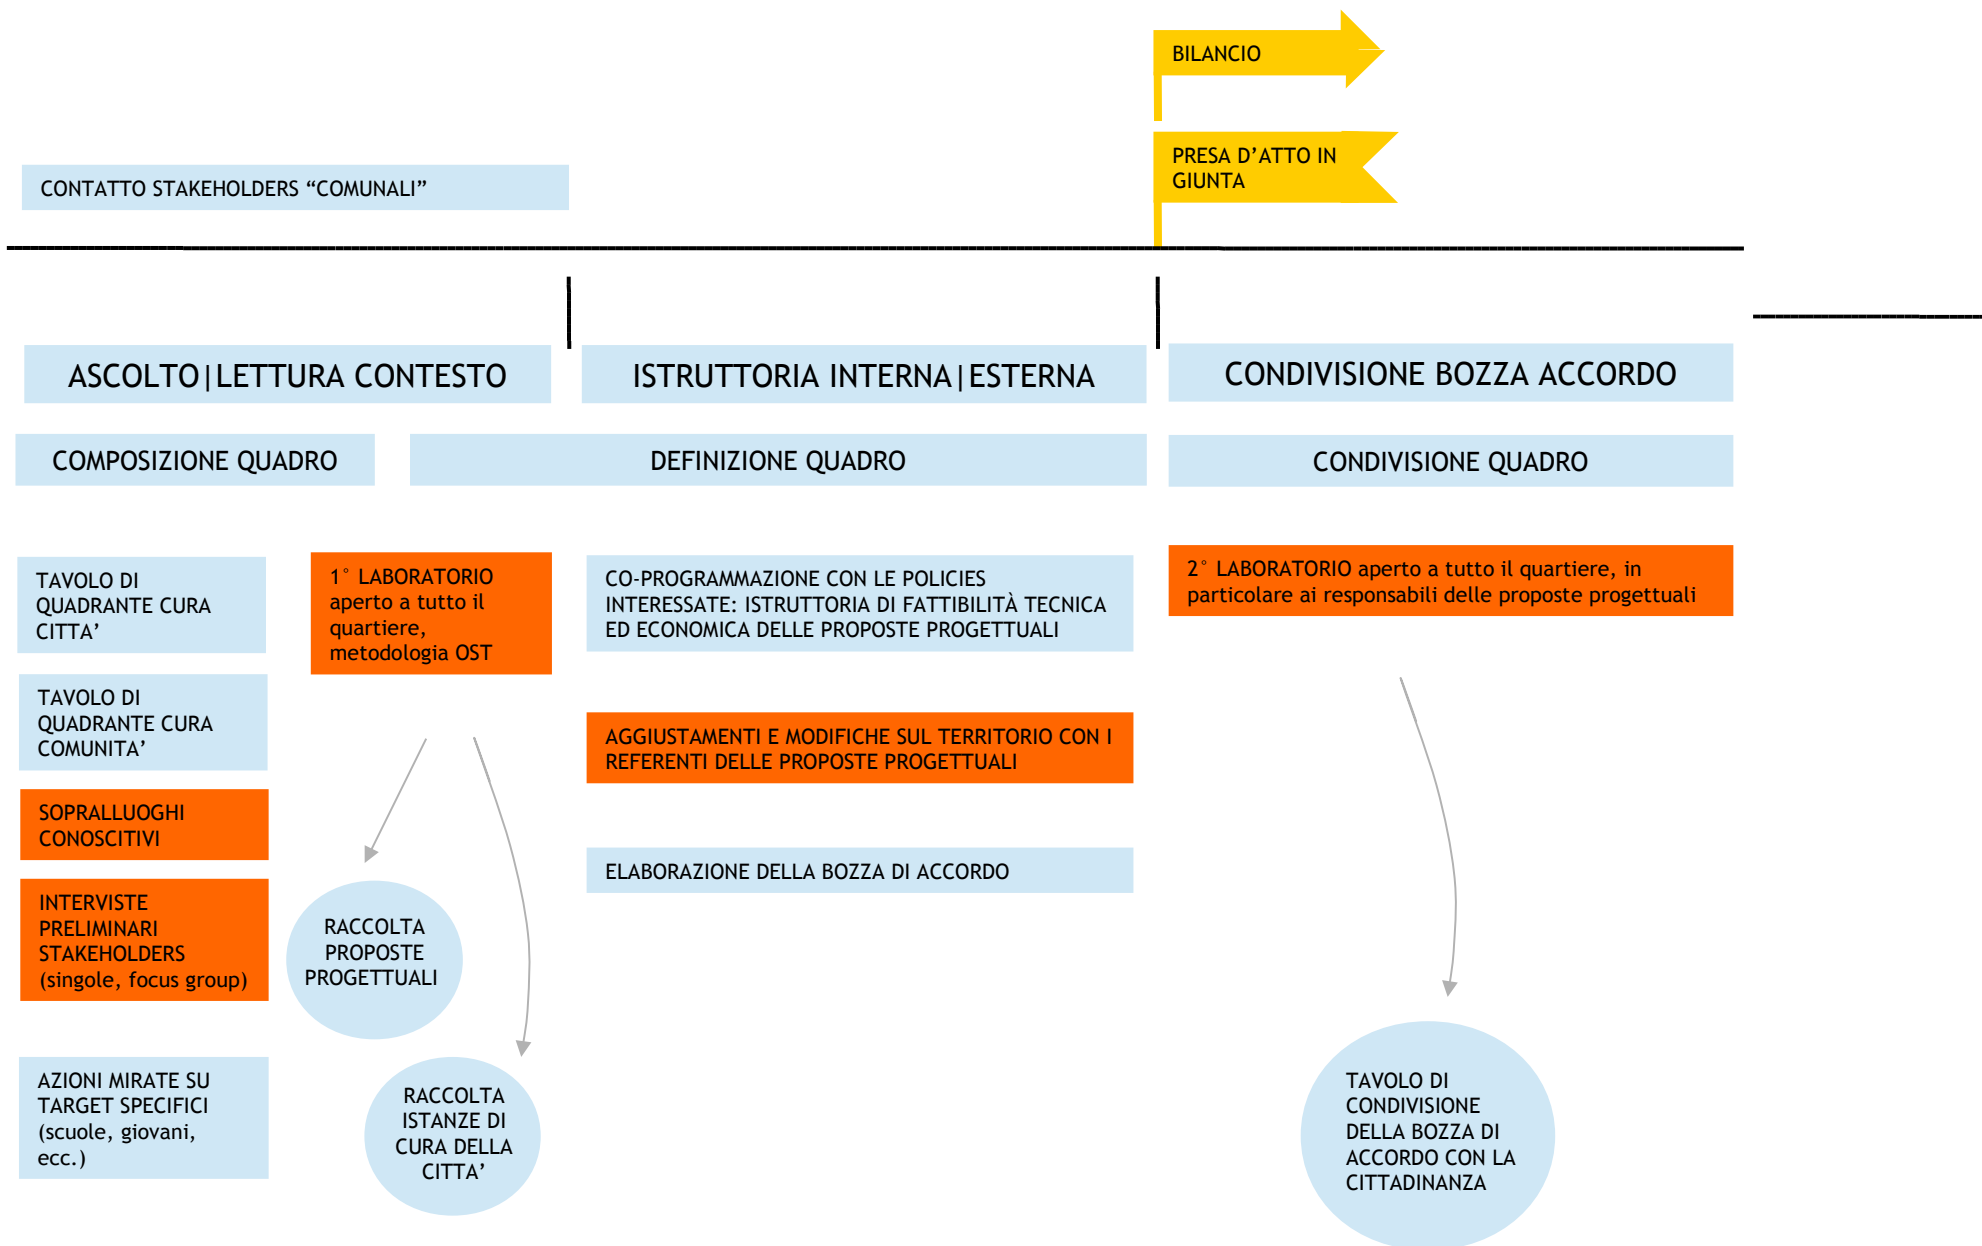 BILANCIO
PRESA D’ATTO IN
GIUNTA
CONTATTO STAKEHOLDERS “COMUNALI”
ASCOLTO|LETTURA CONTESTO
ISTRUTTORIA INTERNA|ESTERNA
CONDIVISIONE BOZZA ACCORDO
COMPOSIZIONE QUADRO
DEFINIZIONE QUADRO
CONDIVISIONE QUADRO
TAVOLO DI
QUADRANTE CURA
CITTA’
TAVOLO DI
QUADRANTE CURA
COMUNITA’
SOPRALLUOGHI
CONOSCITIVI
INTERVISTE
PRELIMINARI
STAKEHOLDERS
(singole, focus group)
AZIONI MIRATE SU
TARGET SPECIFICI
(scuole, giovani,
ecc.)
1° LABORATORIO
aperto a tutto il
quartiere,
metodologia OST
RACCOLTA
PROPOSTE
PROGETTUALI
RACCOLTA
ISTANZE DI
CURA DELLA
CITTA’
CO-PROGRAMMAZIONE CON LE POLICIES
INTERESSATE: ISTRUTTORIA DI FATTIBILITÀ TECNICA
ED ECONOMICA DELLE PROPOSTE PROGETTUALI
AGGIUSTAMENTI E MODIFICHE SUL TERRITORIO CON I
REFERENTI DELLE PROPOSTE PROGETTUALI
ELABORAZIONE DELLA BOZZA DI ACCORDO
2° LABORATORIO aperto a tutto il quartiere, in
particolare ai responsabili delle proposte progettuali
TAVOLO DI
CONDIVISIONE
DELLA BOZZA DI
ACCORDO CON LA
CITTADINANZA